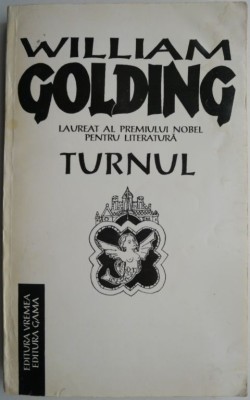 WILLIAM
GOLDING
LAUREAT AL PREMIULUI NOBEL
PENTRU LITERATURĂ
TURNUL
EDITURA VREMEA
EDITURA GAMA